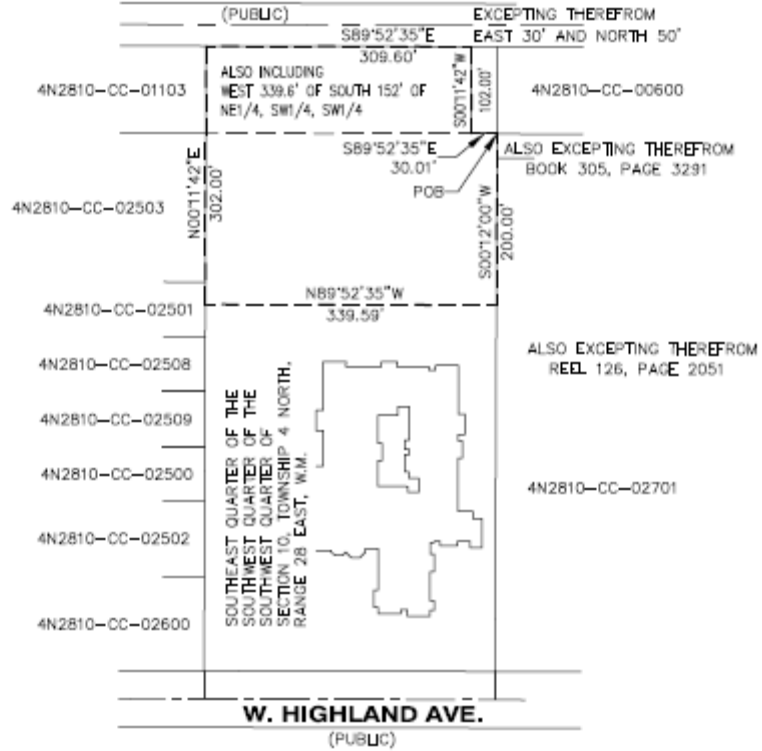 (PUBLIC)
EXCEPTING THEREFROM
EAST 30' AND NORTH 50'
S89°52'35"E
309.60'
4N2810-CC-01103
ALSO INCLUDING
WEST 339.6' OF SOUTH 152' OF
NE1/4, SW1/4, SW1/4
S00°11'42"W
102.00'
4N2810-CC-00600
S89°52'35"E
30.01'
POB
ALSO EXCEPTING THEREFROM
BOOK 305, PAGE 3291
N00°11'42"E
302.00'
4N2810-CC-02503
S00°12'00"W
200.00'
N89°52'35"W
339.59'
4N2810-CC-02501
4N2810-CC-02508
4N2810-CC-02509
4N2810-CC-02500
4N2810-CC-02502
4N2810-CC-02600
SOUTHEAST QUARTER OF THE
SOUTHWEST QUARTER OF THE
SOUTHWEST QUARTER OF
SECTION 10, TOWNSHIP 4 NORTH,
RANGE 28 EAST, W.M.
ALSO EXCEPTING THEREFROM
REEL 126, PAGE 2051
4N2810-CC-02701
W. HIGHLAND AVE.
(PUBLIC)